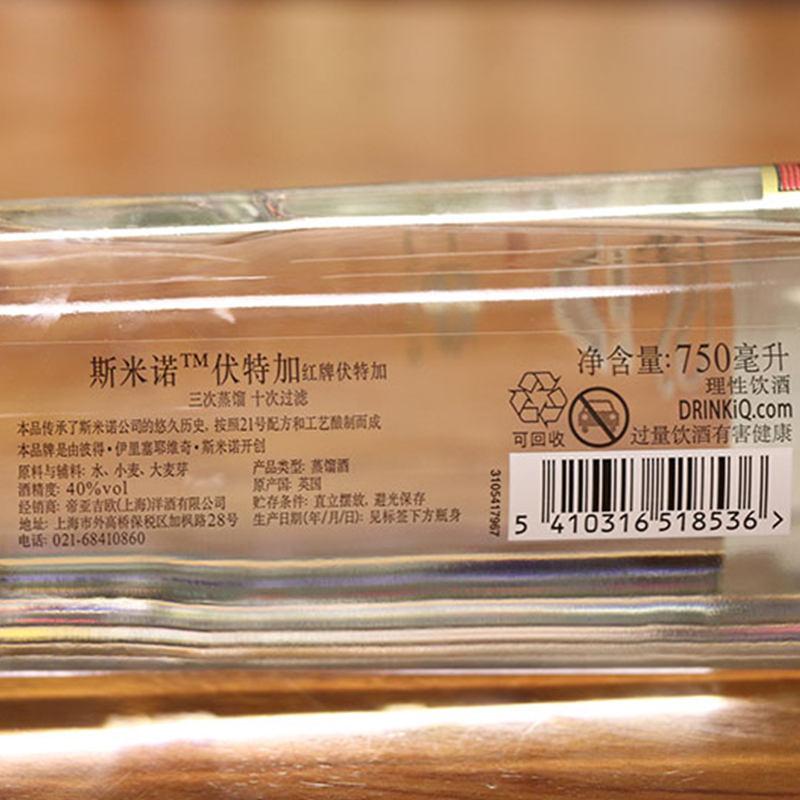 斯米诺™伏特加红牌伏特加
三次蒸馏 十次过滤
本品传承了斯米诺公司的悠久历史, 按照21号配方和工艺酿制而成
本品牌是由彼得·伊里塞耶维奇·斯米诺开创
原料与辅料: 水、小麦、大麦芽
酒精度: 40%vol
经销商: 帝亚吉欧(上海)洋酒有限公司
地址: 上海市外高桥保税区加枫路28号
电话: 021-68410860
产品类型: 蒸馏酒
原产国: 英国
贮存条件: 直立摆放, 避光保存
生产日期(年/月/日): 见标签下方瓶身
净含量: 750毫升
理性饮酒
DRINKiQ.com
可回收
过量饮酒有害健康
3105417967
5 410316 518536 >